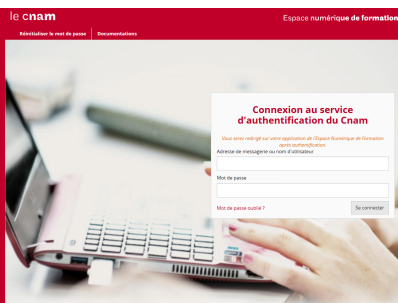 le cnam
Espace numérique de formation
Réinitialiser le mot de passe
Documentations
Connexion au service
d'authentification du Cnam
Vous serez redirigé sur votre application de l'Espace Numérique de Formation
après authentification.
Adresse de messagerie ou nom d'utilisateur
Mot de passe
Mot de passe oublié ?
Se connecter